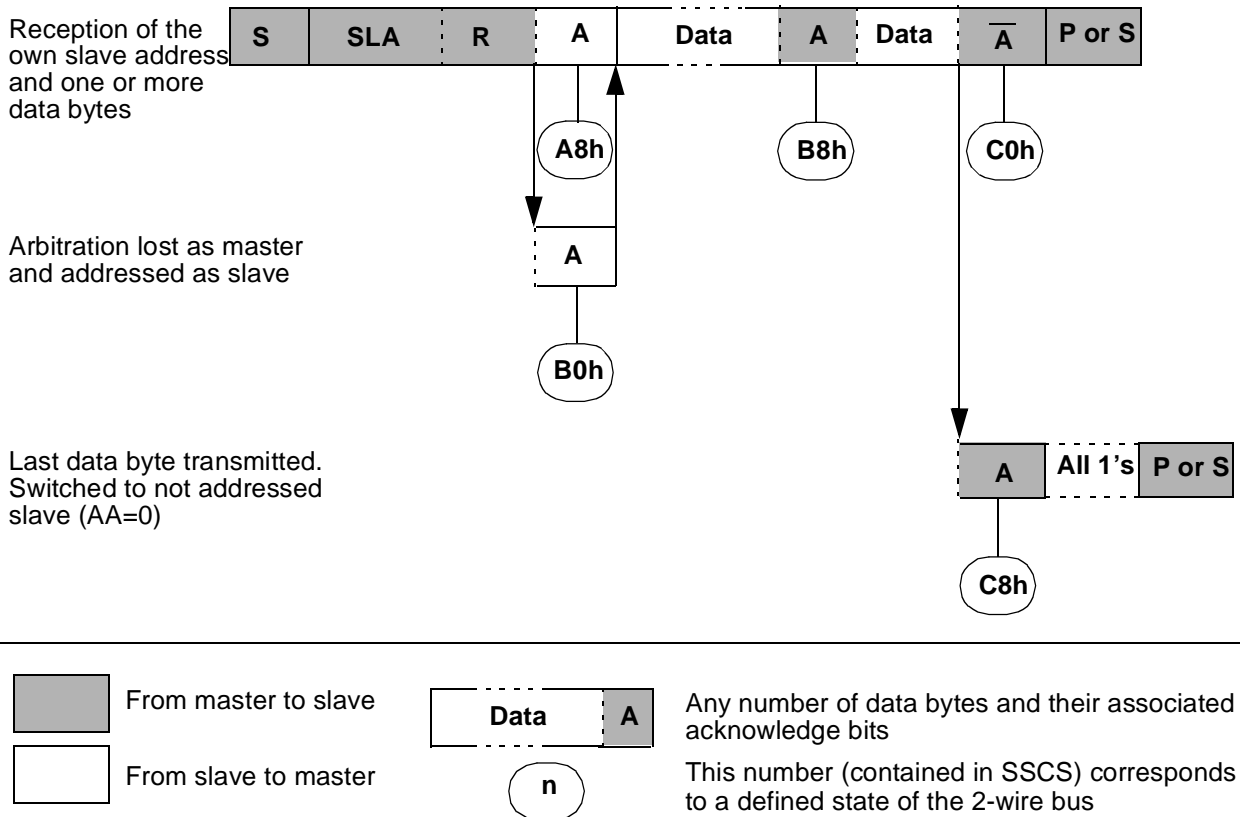 Reception of the
own slave address
and one or more
data bytes
S SLA R A Data A Data A̅ P or S
A8h B8h C0h
Arbitration lost as master
and addressed as slave
A
B0h
Last data byte transmitted.
Switched to not addressed
slave (AA=0)
A All 1’s P or S
C8h
From master to slave
From slave to master
Data A
n
Any number of data bytes and their associated
acknowledge bits
This number (contained in SSCS) corresponds
to a defined state of the 2-wire bus